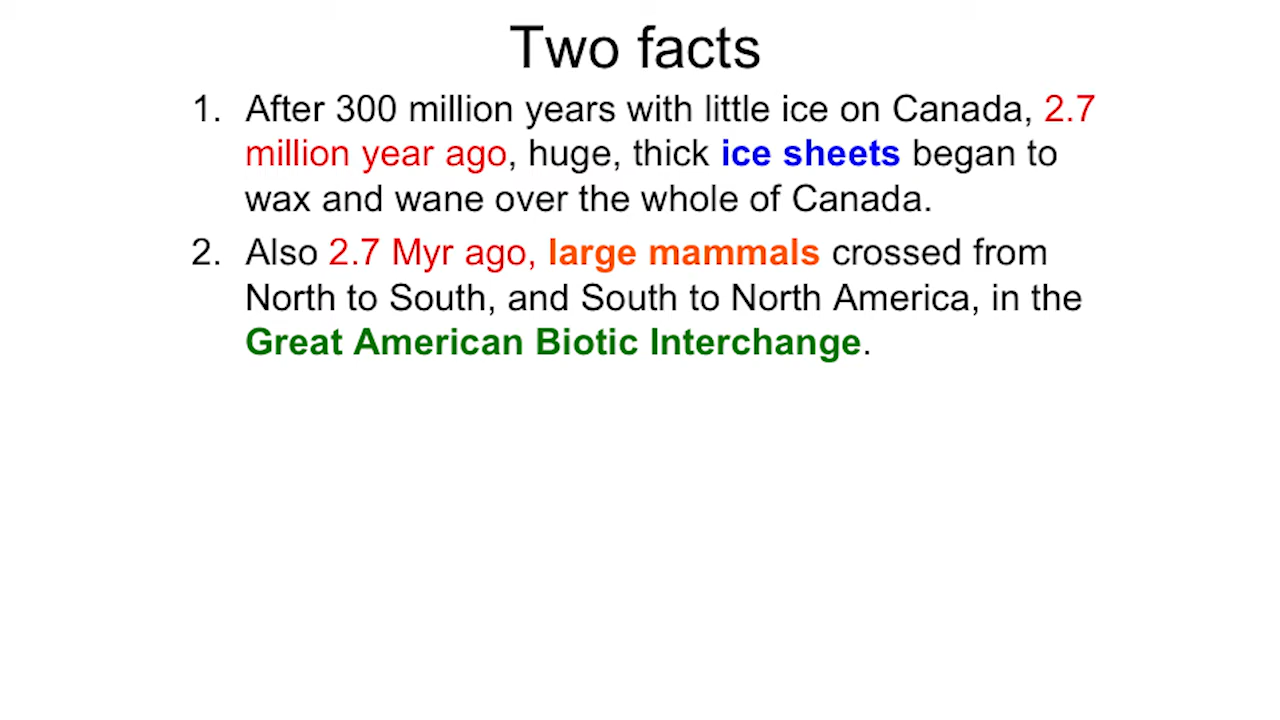 Two facts
1. After 300 million years with little ice on Canada, 2.7
million year ago, huge, thick ice sheets began to
wax and wane over the whole of Canada.
2. Also 2.7 Myr ago, large mammals crossed from
North to South, and South to North America, in the
Great American Biotic Interchange.